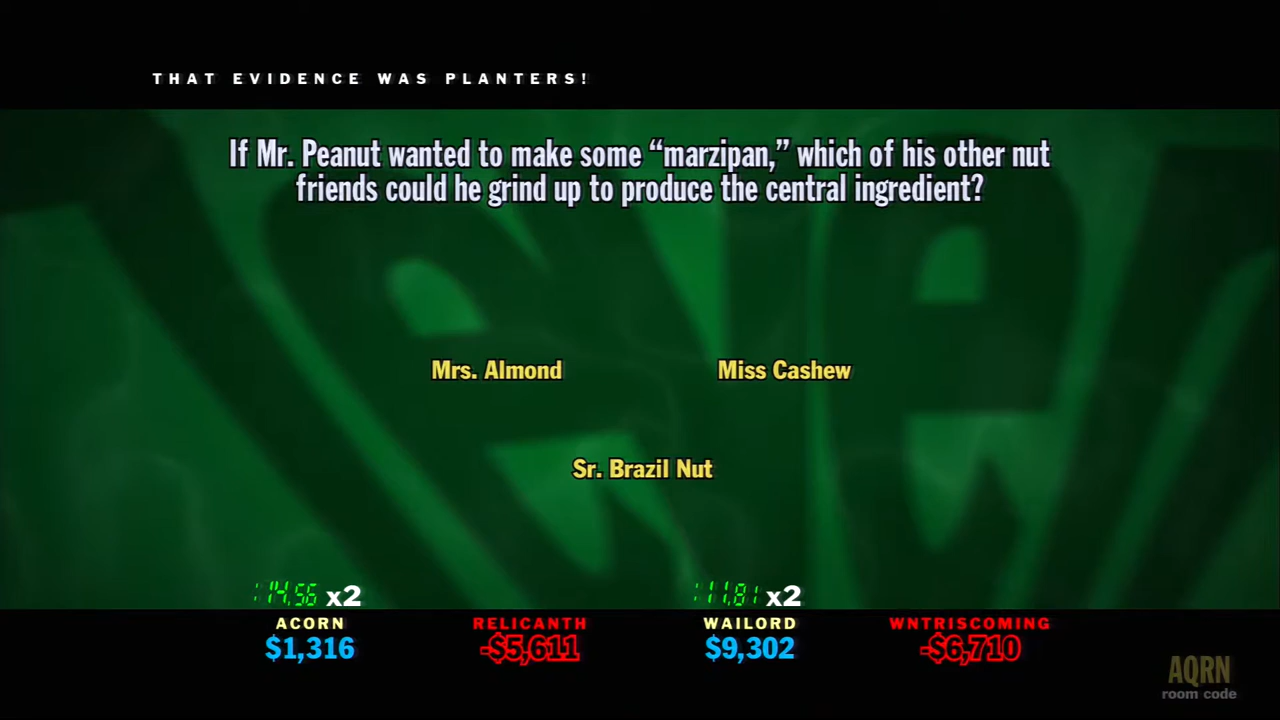 THAT EVIDENCE WAS PLANTERS!
If Mr. Peanut wanted to make some “marzipan,” which of his other nut
friends could he grind up to produce the central ingredient?
Mrs. Almond
Miss Cashew
Sr. Brazil Nut
14.56 x2
11.81 x2
ACORN
RELICANTH
WAILORD
WNTRISCOMING
$1,316
-$5,611
$9,302
-$6,710
AQRN
room code